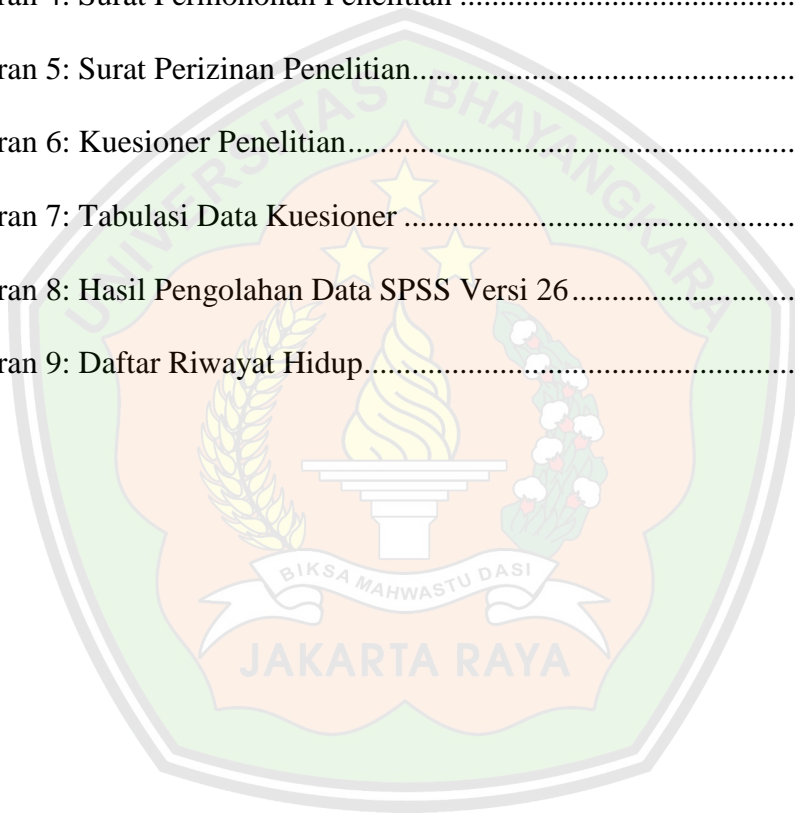 ran 4: Surat Permohonan Penelitian ..........................................
ran 5: Surat Perizinan Penelitian................................................
ran 6: Kuesioner Penelitian........................................................
ran 7: Tabulasi Data Kuesioner .................................................
ran 8: Hasil Pengolahan Data SPSS Versi 26............................
ran 9: Daftar Riwayat Hidup......................................................
UNIVERSITAS BHAYANGKARA
BIKSA MAHWASTU DASI
JAKARTA RAYA